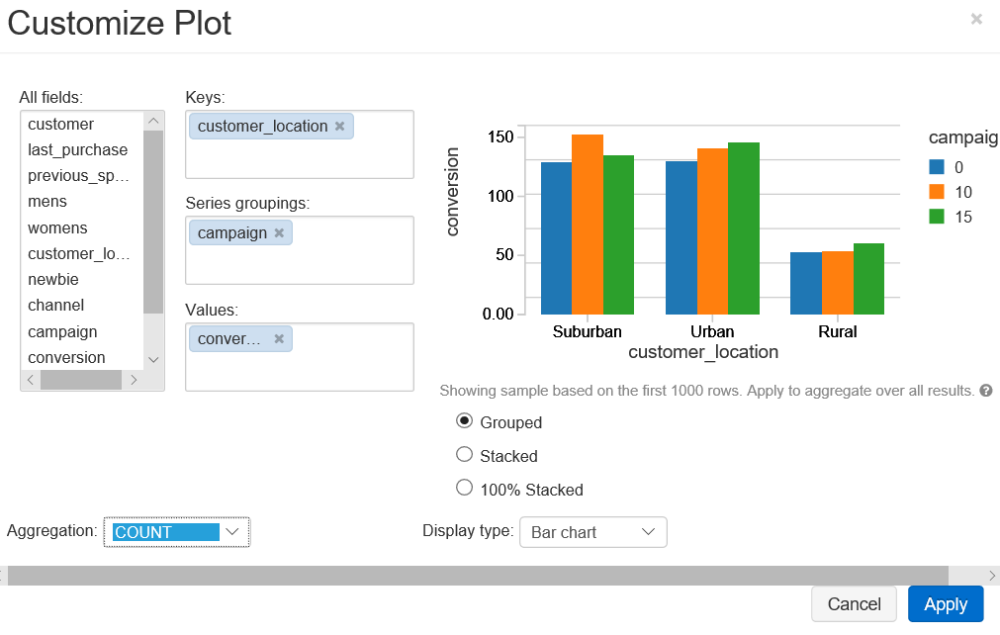 Customize Plot
×
All fields:
customer
last_purchase
previous_sp...
mens
womens
customer_lo...
newbie
channel
campaign
conversion
Keys:
customer_location ×
Series groupings:
campaign ×
Values:
conver... ×
conversion
150
100
50
0.00
Suburban Urban Rural
customer_location
campaig
0
10
15
Showing sample based on the first 1000 rows. Apply to aggregate over all results. ?
Grouped
Stacked
100% Stacked
Aggregation: COUNT
Display type: Bar chart
Cancel Apply